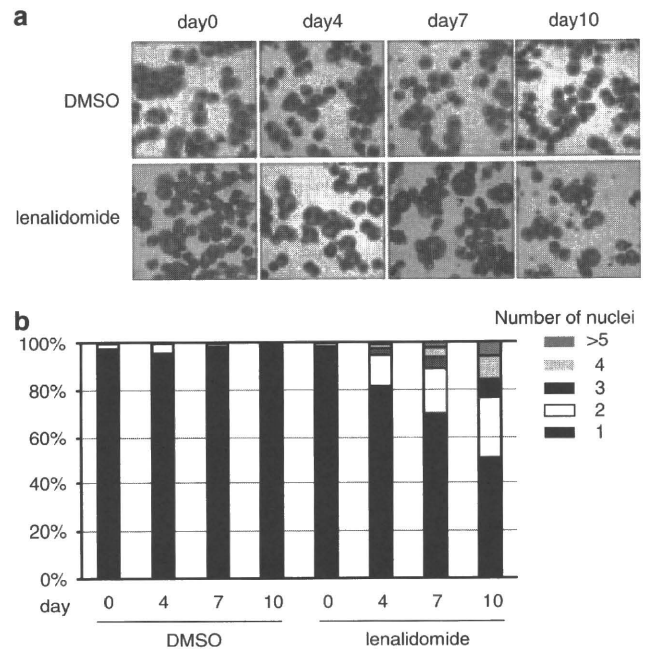 a
day0 day4 day7 day10
DMSO
lenalidomide
b
Number of nuclei
>5
4
3
2
1
100%
80%
60%
40%
20%
0%
day 0 4 7 10 0 4 7 10
DMSO lenalidomide